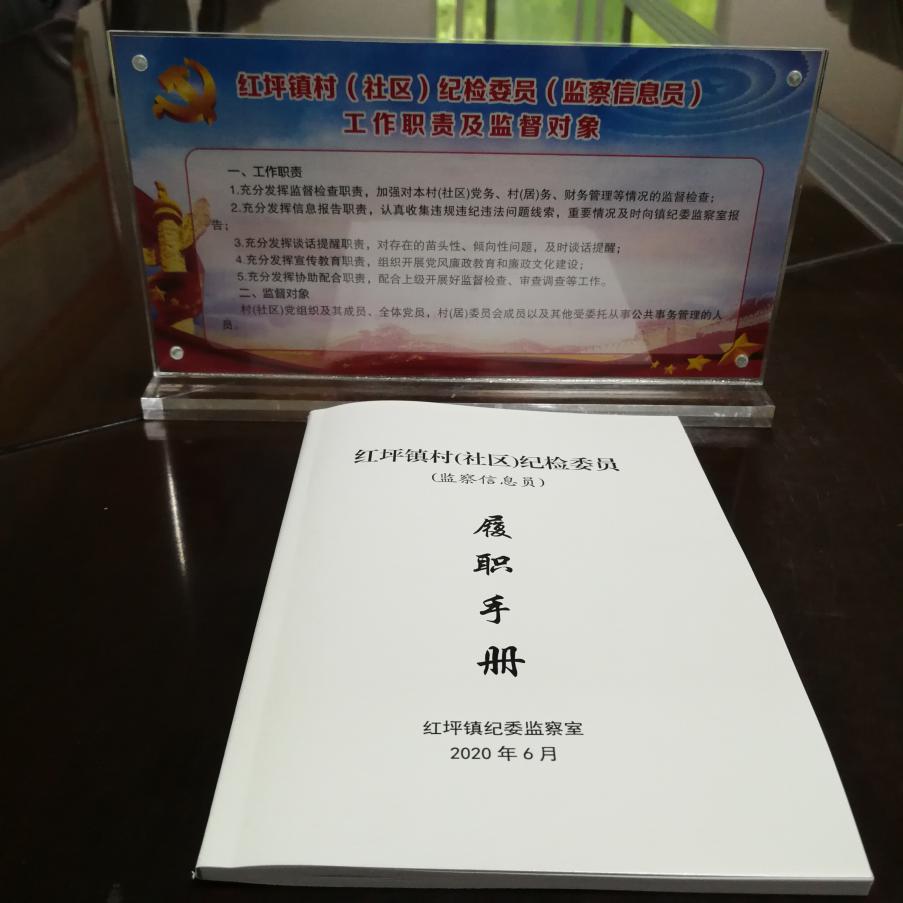 红坪镇村（社区）纪检委员（监察信息员）
工作职责及监督对象
一、工作职责
1.充分发挥监督检查职责，加强对本村(社区)党务、村(居)务、财务管理等情况的监督检查；
2.充分发挥信息报告职责，认真收集违规违纪违法问题线索，重要情况及时向镇纪委监察室报
告；
3.充分发挥谈话提醒职责，对存在的苗头性、倾向性问题，及时谈话提醒；
4.充分发挥宣传教育职责，组织开展党风廉政教育和廉政文化建设；
5.充分发挥协助配合职责，配合上级开展好监督检查、审查调查等工作。
二、监督对象
村(社区)党组织及其成员、全体党员，村(居)委员会成员以及其他受委托从事公共事务管理的人
员。
红坪镇村(社区)纪检委员
(监察信息员)
履
职
手
册
红坪镇纪委监察室
2020 年 6 月